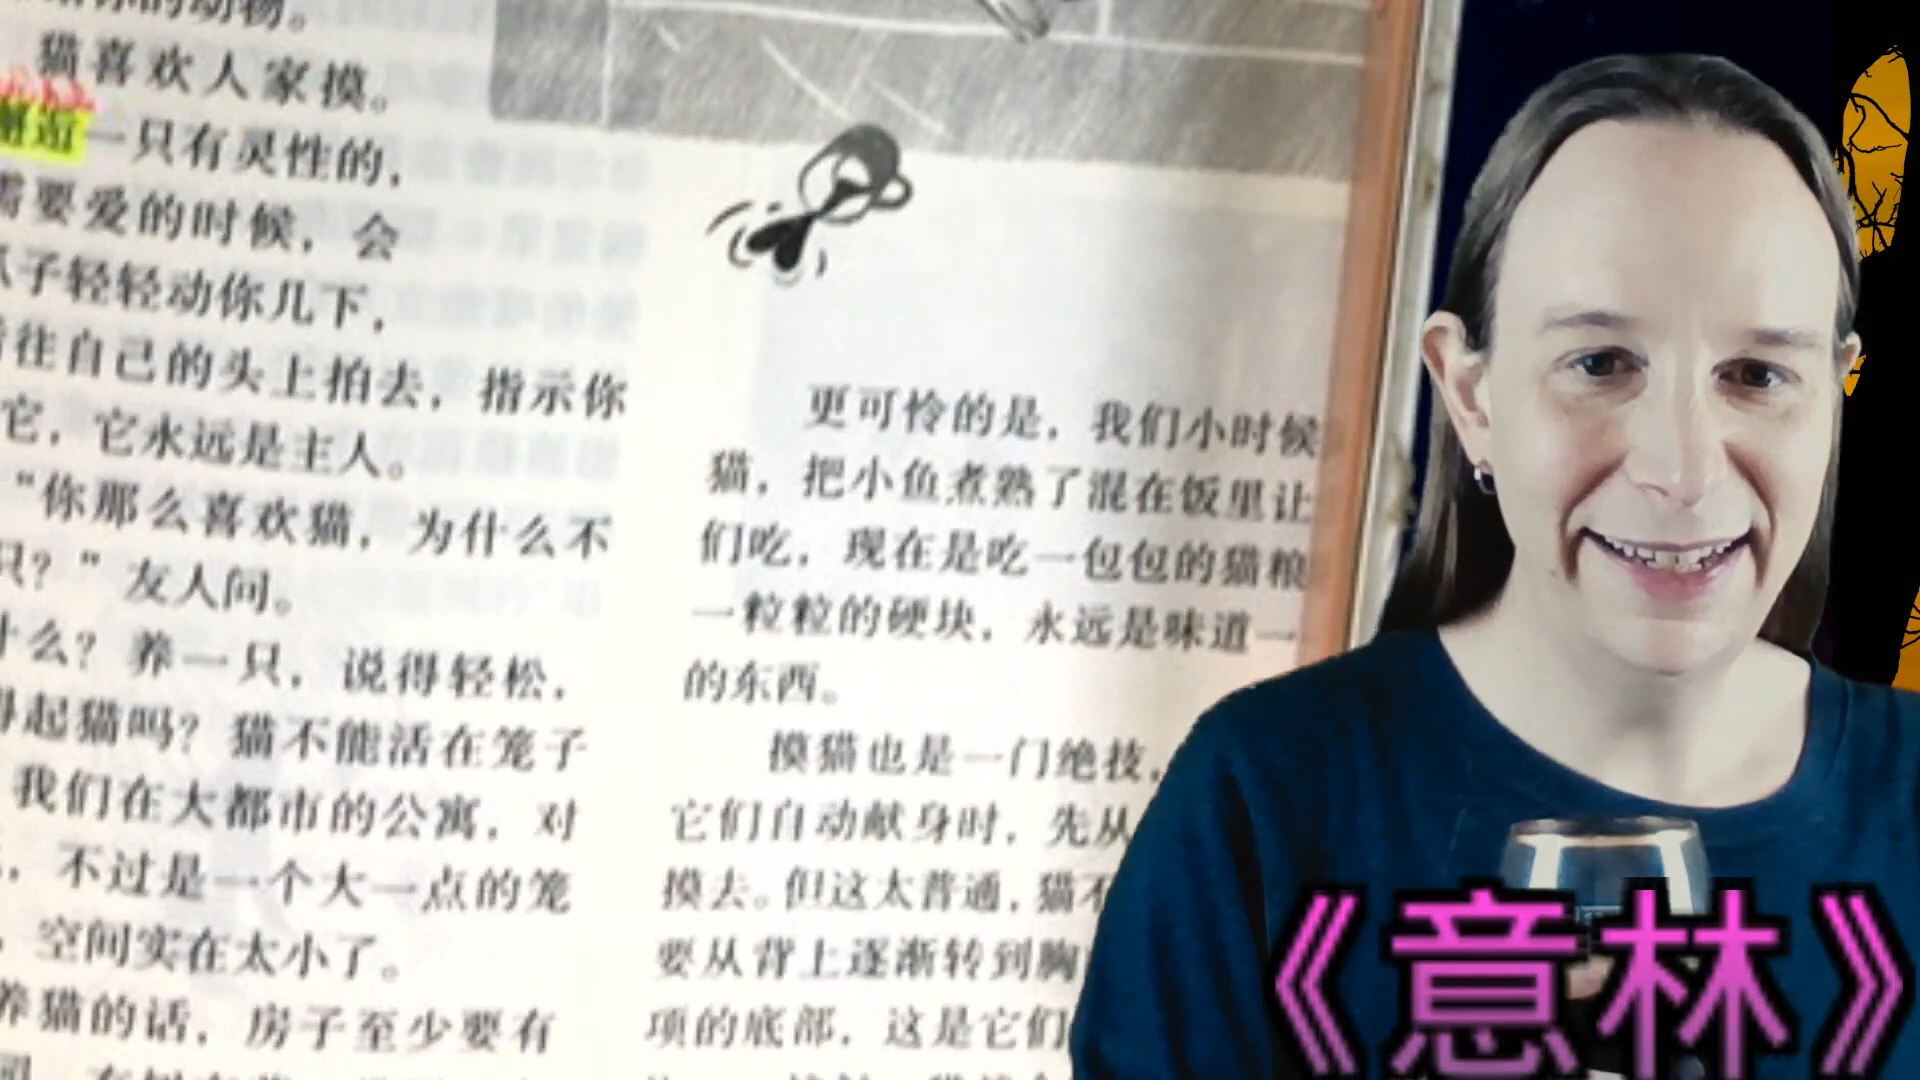 你的动物。
猫喜欢人家摸。
邂逅一只有灵性的，
需要爱的时候，会
爪子轻轻动你几下，
着往自己的头上拍去，指示你
它，它永远是主人。
“你那么喜欢猫，为什么不
只？”友人问。
什么？养一只，说得轻松，
得起猫吗？猫不能活在笼子
我们在大都市的公寓，对
，不过是一个大一点的笼
，空间实在太小了。
养猫的话，房子至少要有
更可怜的是，我们小时候
猫，把小鱼煮熟了混在饭里让
们吃，现在是吃一包包的猫粮
一粒粒的硬块，永远是味道一
的东西。
摸猫也是一门绝技，
它们自动献身时，先从
摸去。但这太普通，猫不
要从背上逐渐转到胸
项的底部，这是它们
《意林》